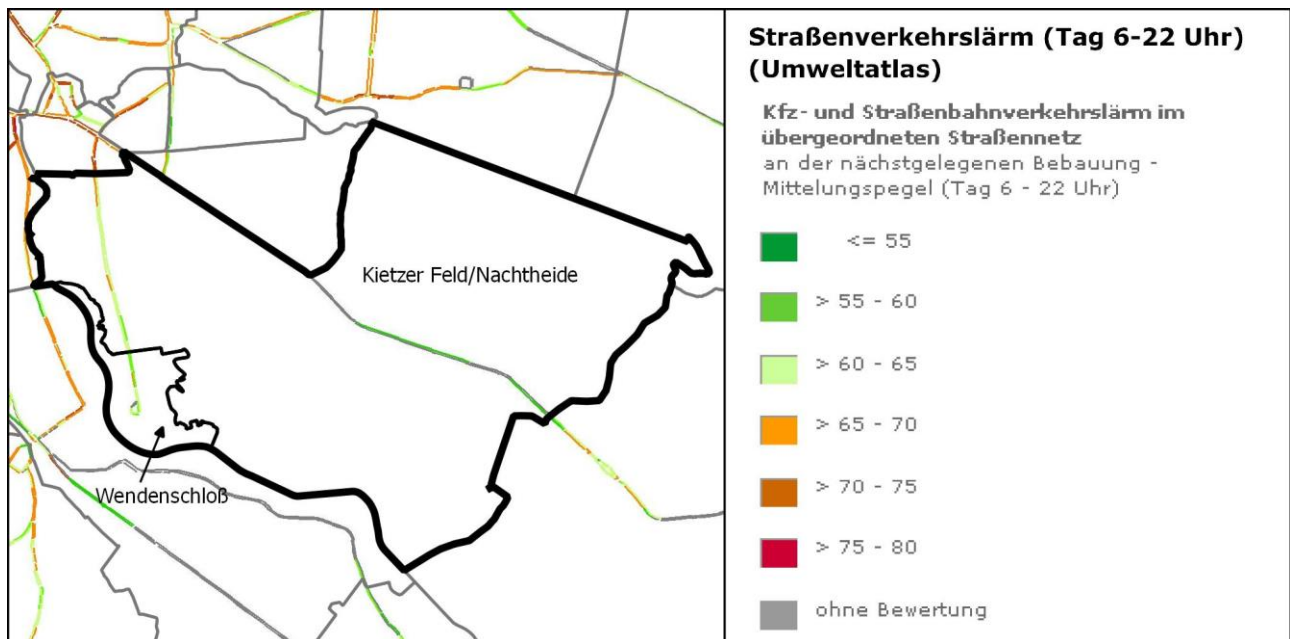 Kietzer Feld/Nachtheide
Wendenschloß
Straßenverkehrslärm (Tag 6-22 Uhr)
(Umweltatlas)
Kfz- und Straßenbahnverkehrslärm im
übergeordneten Straßennetz
an der nächstgelegenen Bebauung -
Mittelungspegel (Tag 6 - 22 Uhr)
<= 55
> 55 - 60
> 60 - 65
> 65 - 70
> 70 - 75
> 75 - 80
ohne Bewertung